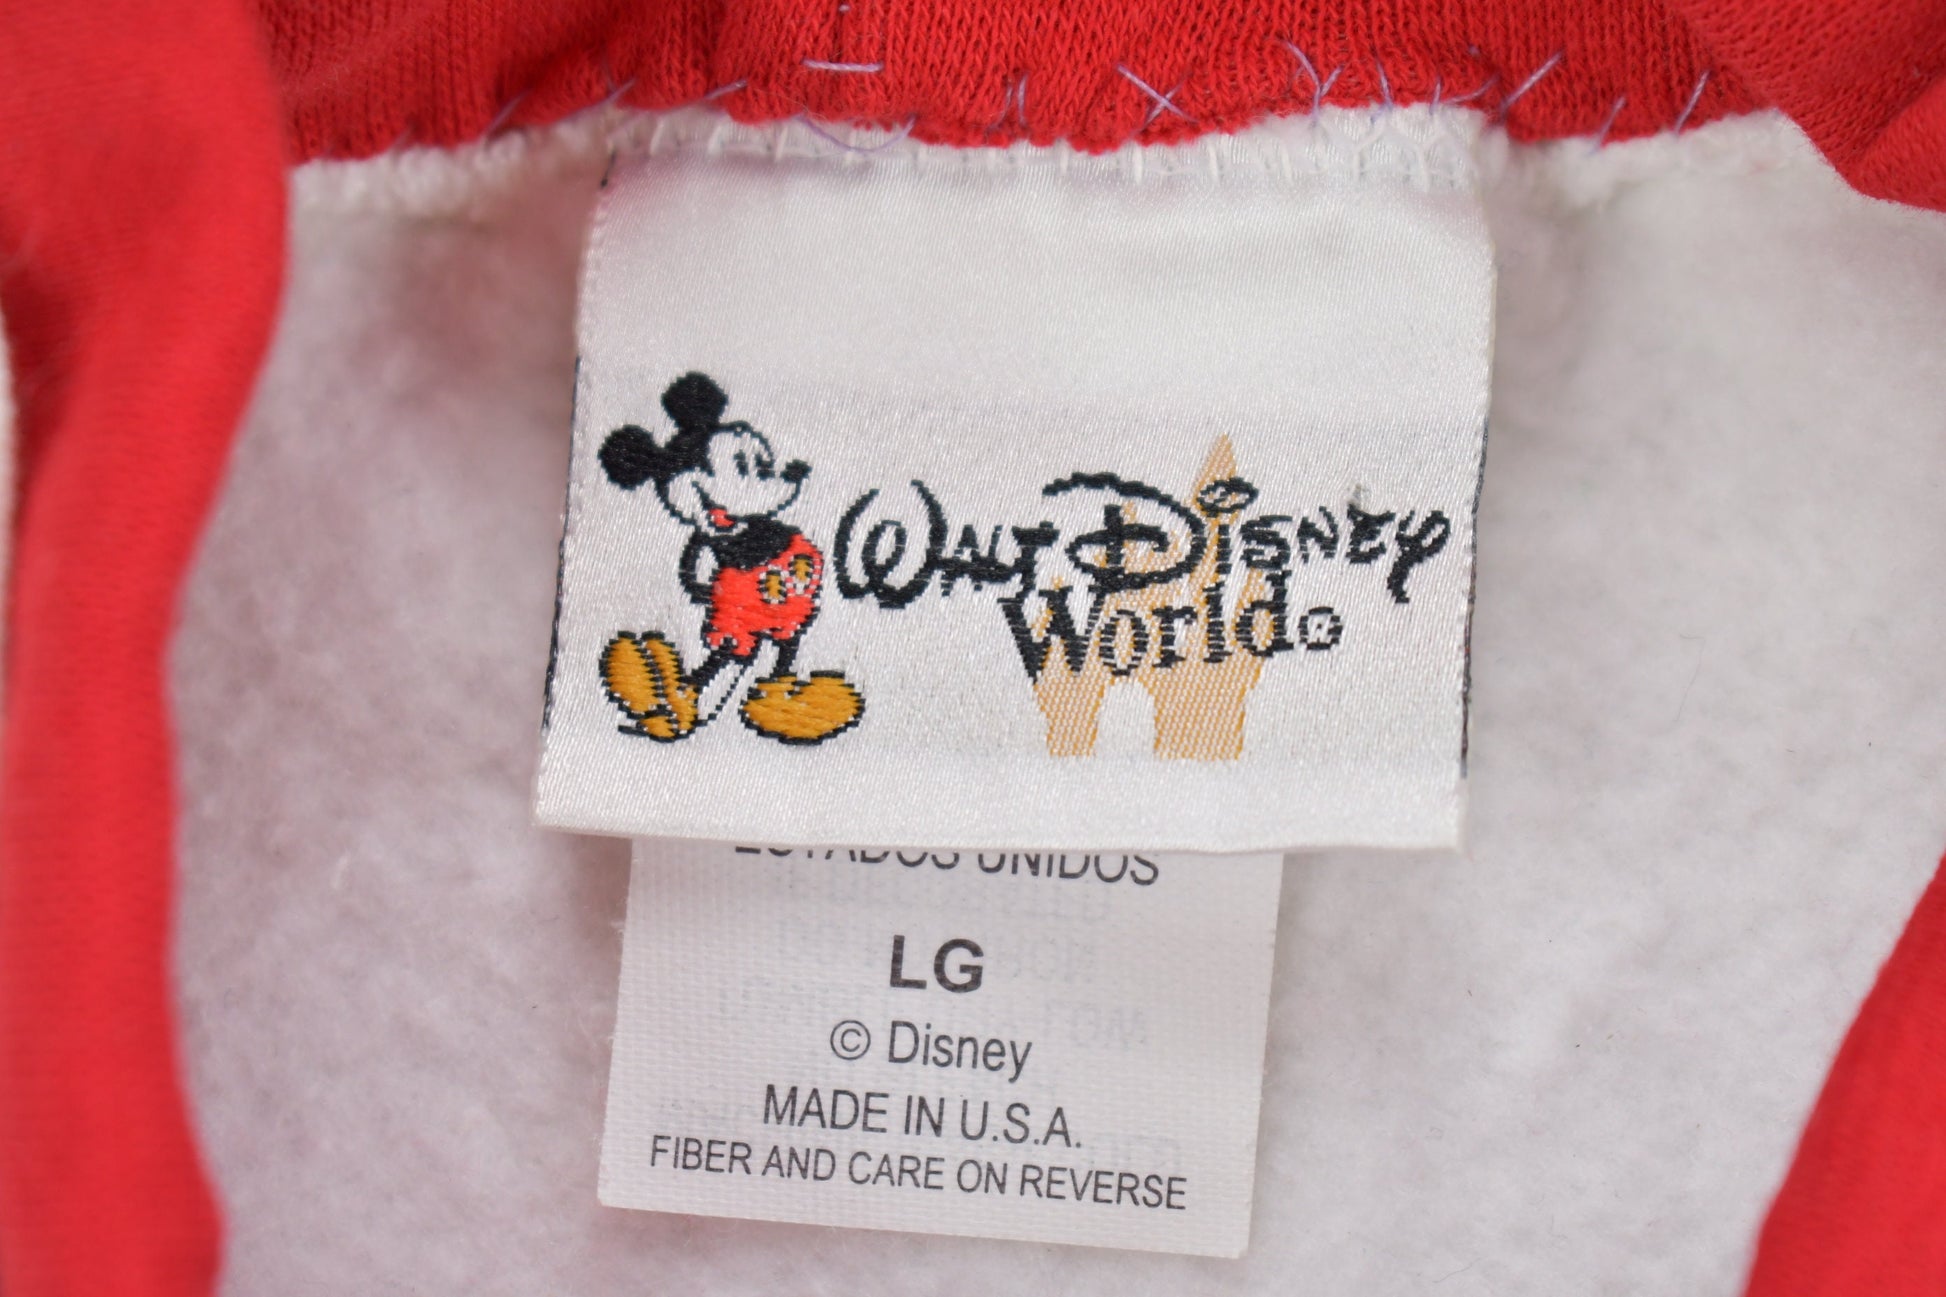 WALT DISNEY
World®
ESTADOS UNIDOS
LG
© Disney
MADE IN U.S.A.
FIBER AND CARE ON REVERSE